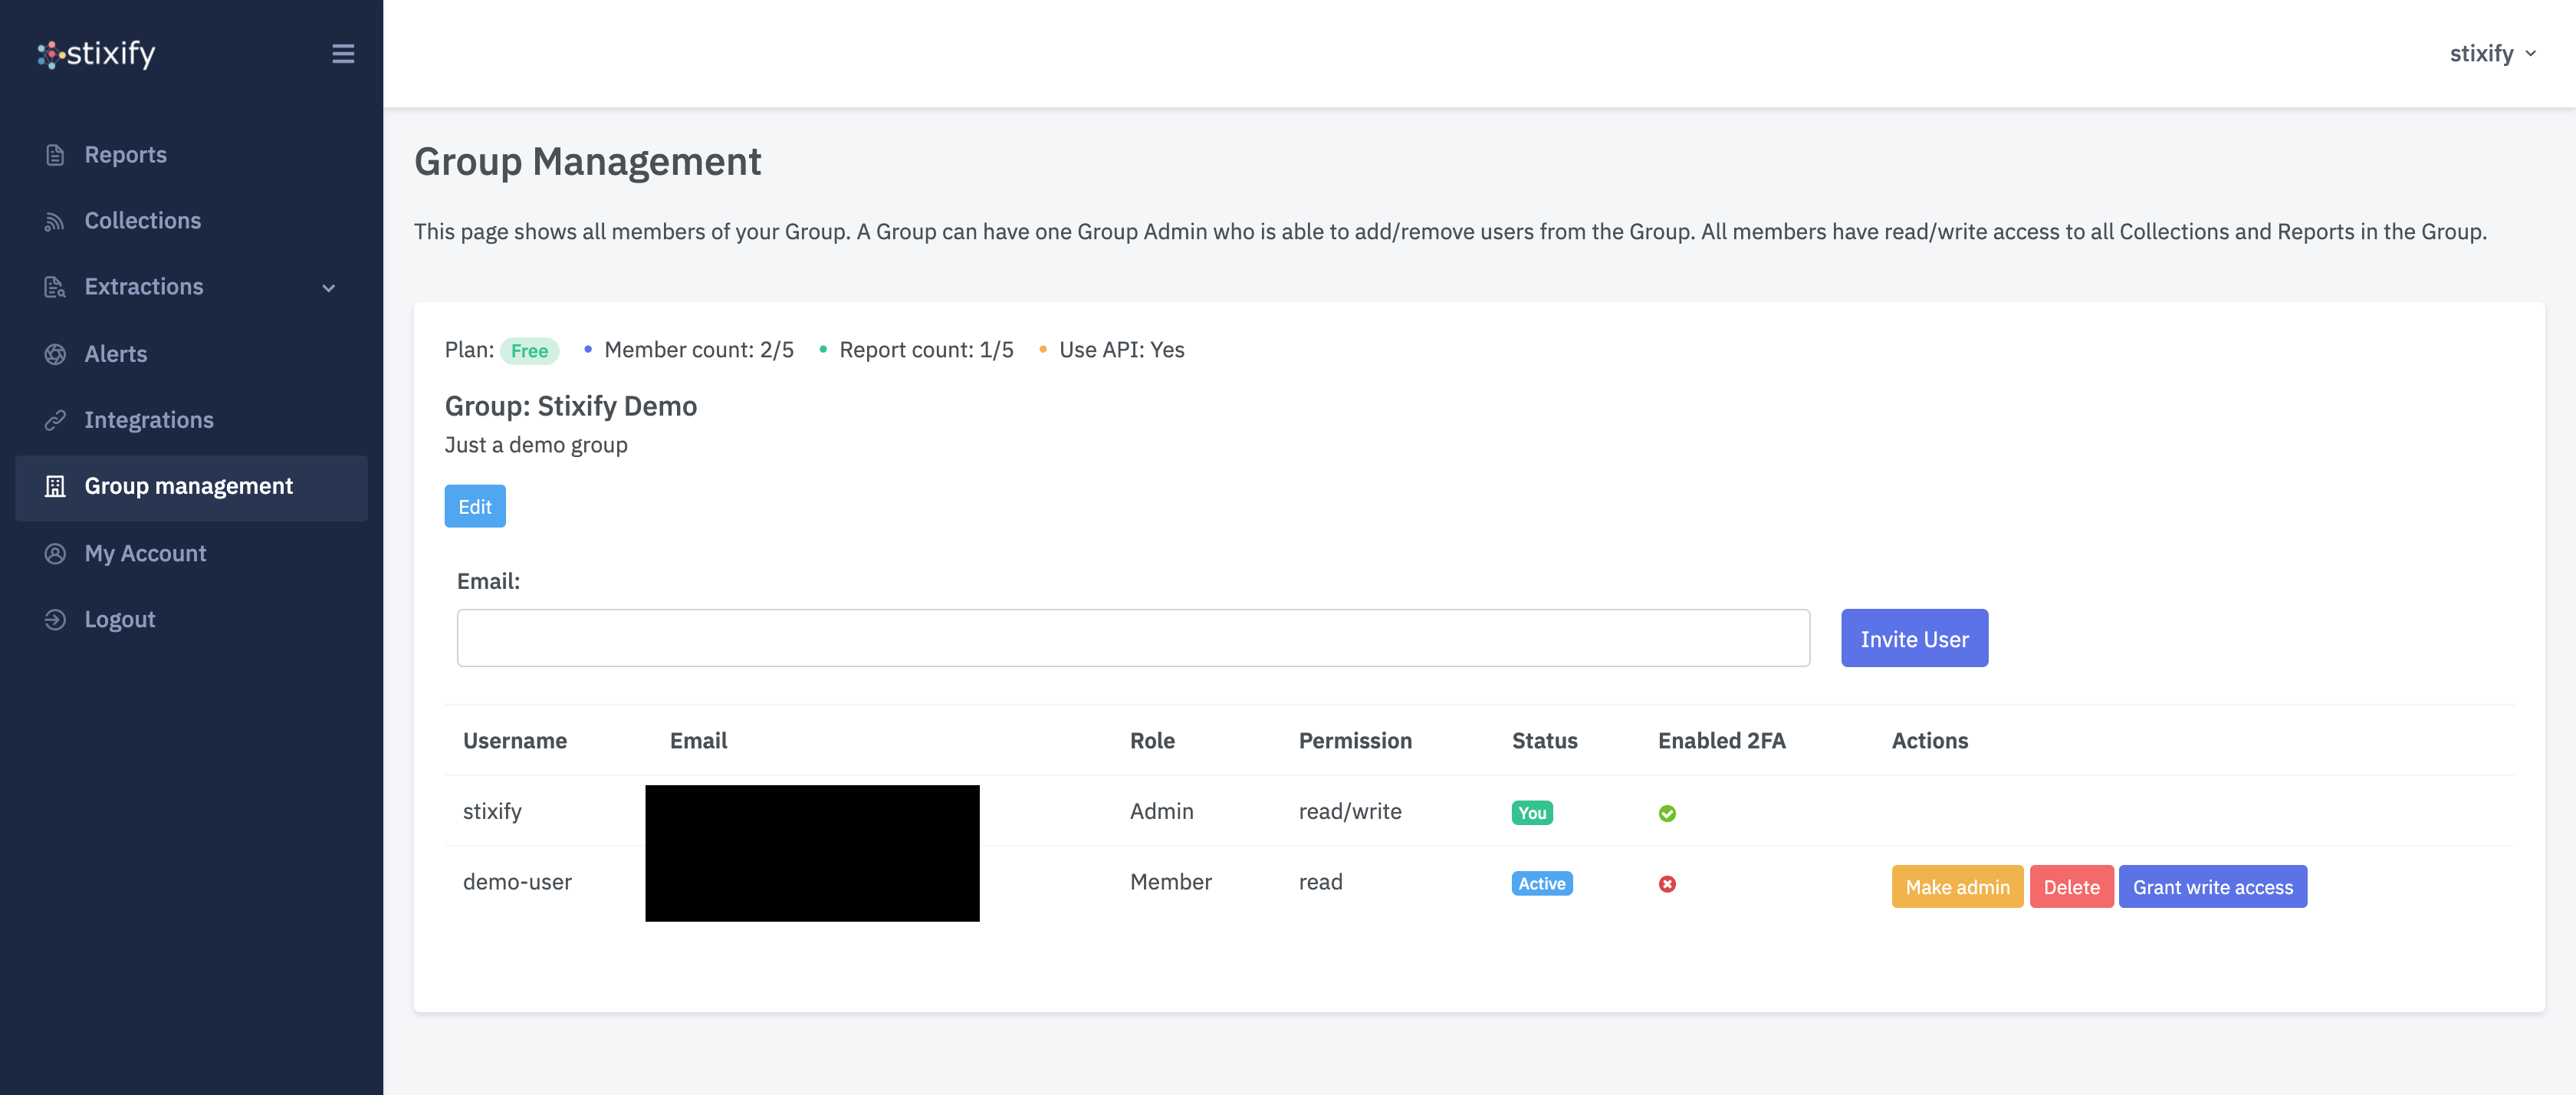 stixify
stixify
Reports
Collections
Extractions
Alerts
Integrations
Group management
My Account
Logout
Group Management
This page shows all members of your Group. A Group can have one Group Admin who is able to add/remove users from the Group. All members have read/write access to all Collections and Reports in the Group.
Plan: Free • Member count: 2/5 • Report count: 1/5 • Use API: Yes
Group: Stixify Demo
Just a demo group
Edit
Email:
Invite User
Username Email Role Permission Status Enabled 2FA Actions
stixify Admin read/write You
demo-user Member read Active Make admin Delete Grant write access